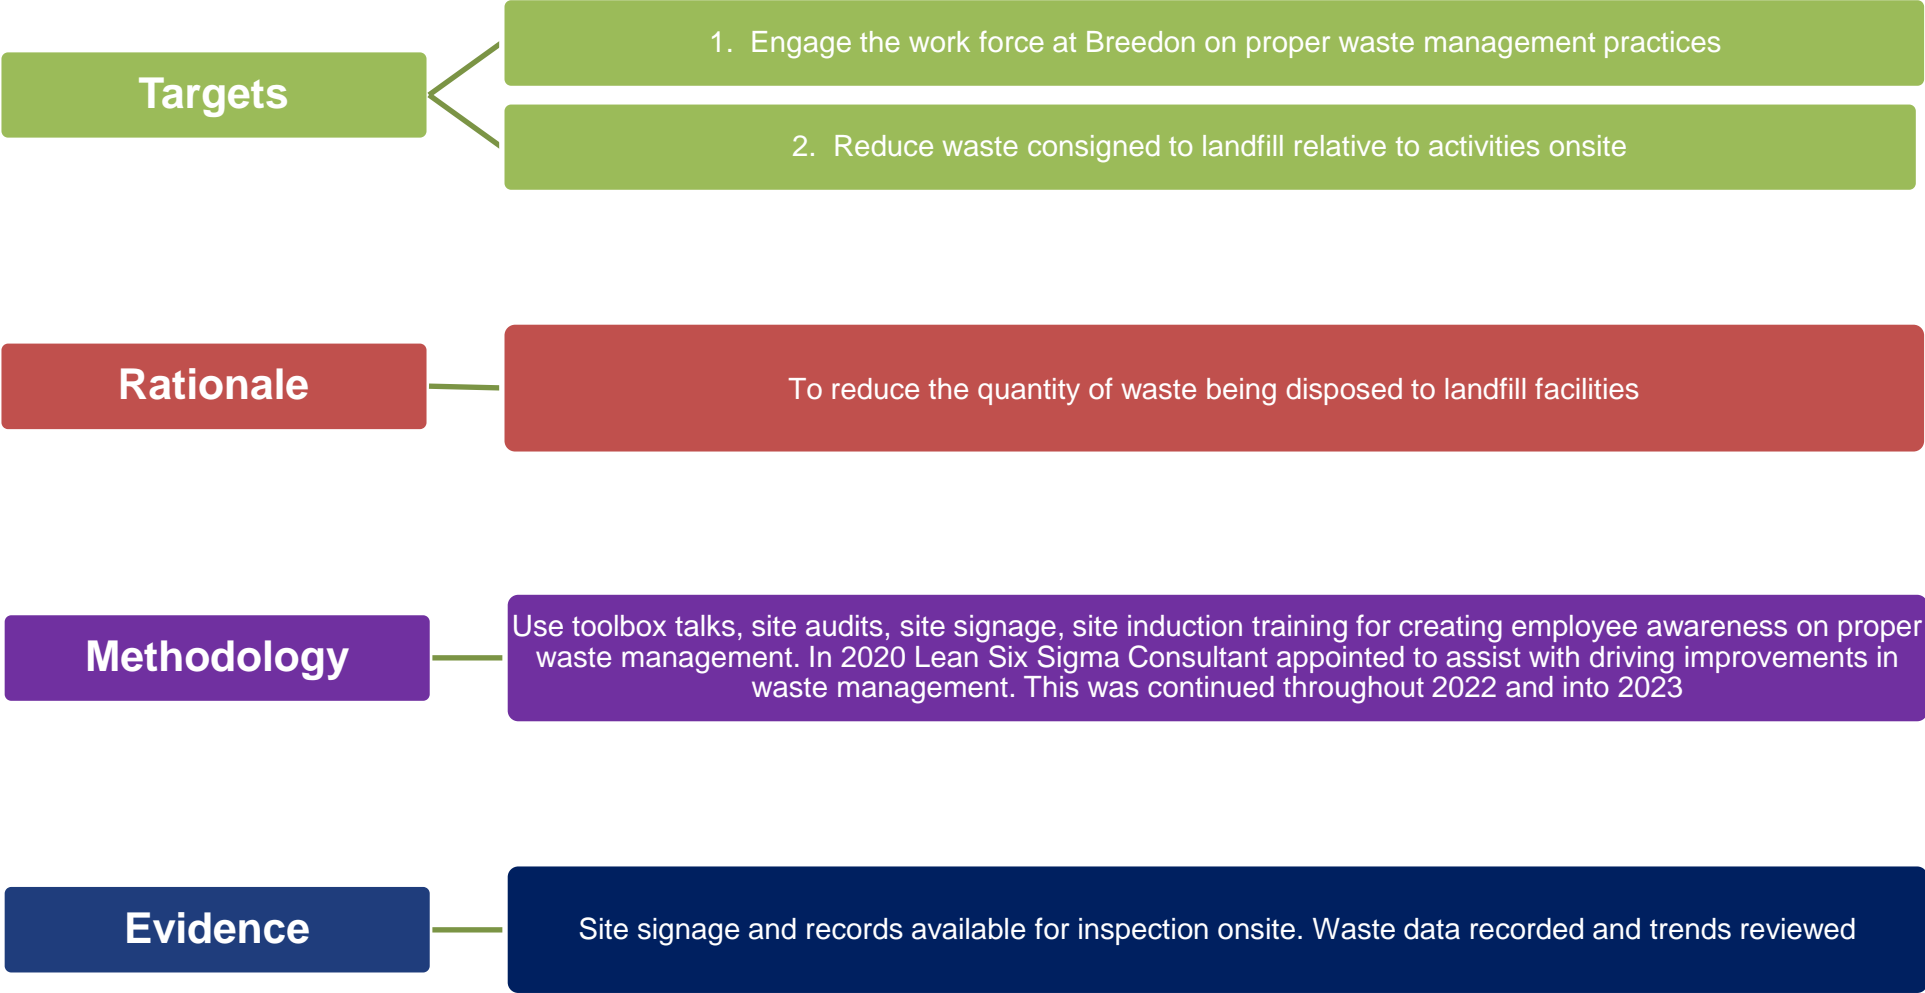 Targets
1. Engage the work force at Breedon on proper waste management practices
2. Reduce waste consigned to landfill relative to activities onsite
Rationale
To reduce the quantity of waste being disposed to landfill facilities
Methodology
Use toolbox talks, site audits, site signage, site induction training for creating employee awareness on proper
waste management. In 2020 Lean Six Sigma Consultant appointed to assist with driving improvements in
waste management. This was continued throughout 2022 and into 2023
Evidence
Site signage and records available for inspection onsite. Waste data recorded and trends reviewed